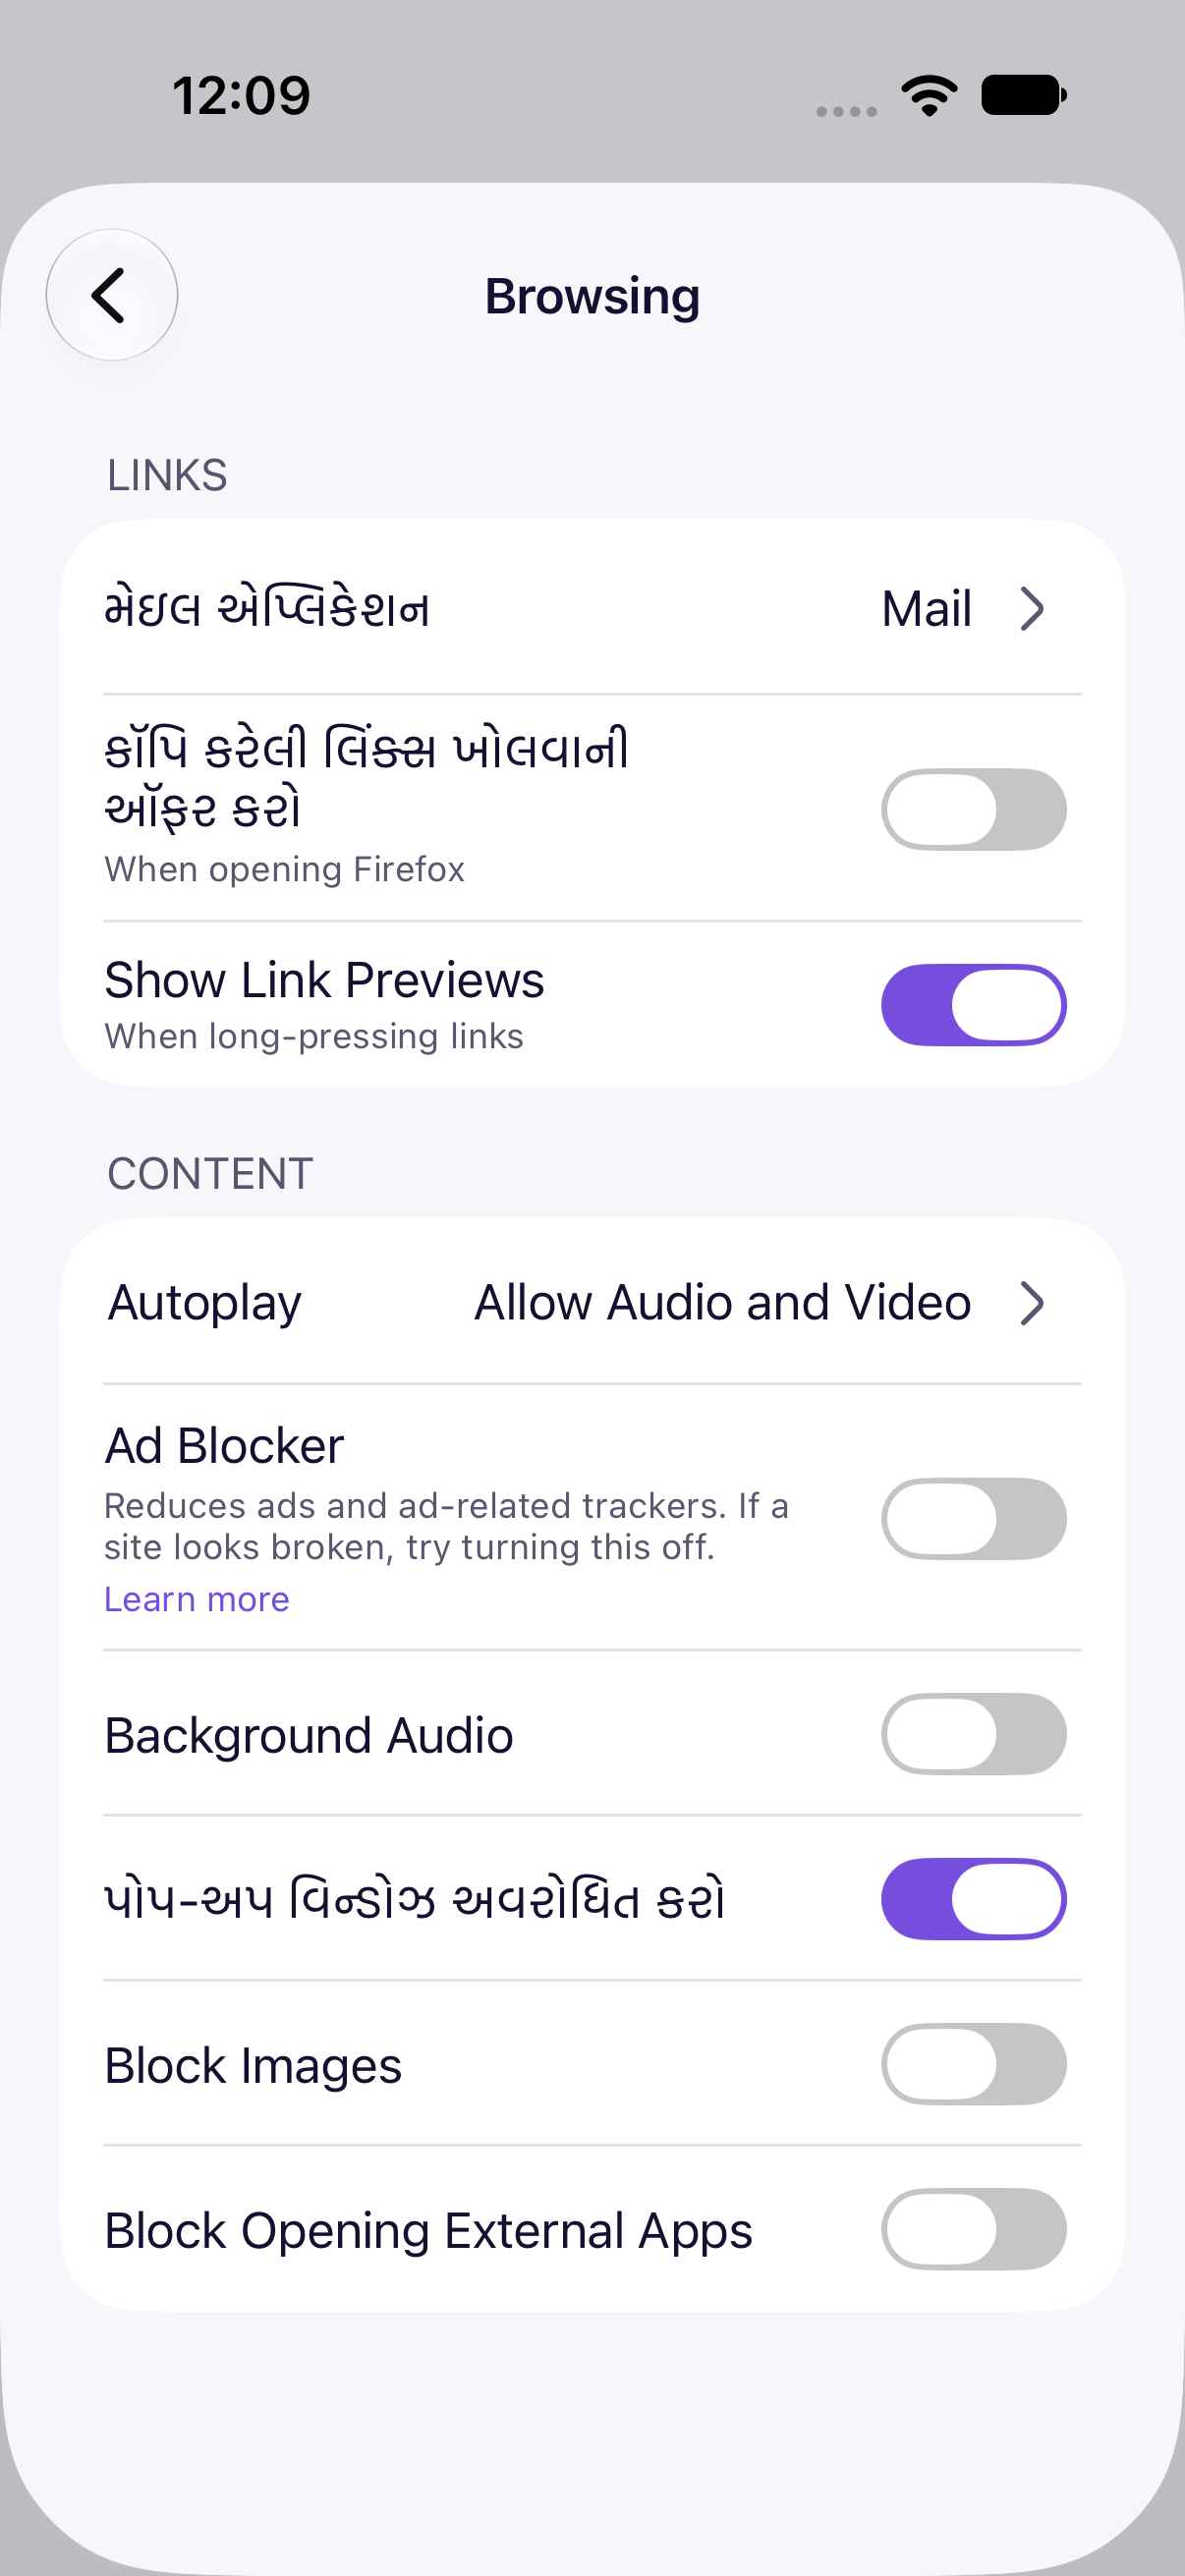 12:09
Browsing
LINKS
મેઇલ એપ્લિકેશન
Mail
કૉપિ કરેલી લિંક્સ ખોલવાની
ઑફર કરો
When opening Firefox
Show Link Previews
When long-pressing links
CONTENT
Autoplay
Allow Audio and Video
Ad Blocker
Reduces ads and ad-related trackers. If a
site looks broken, try turning this off.
Learn more
Background Audio
પોપ-અપ વિન્ડોઝ અવરોધિત કરો
Block Images
Block Opening External Apps